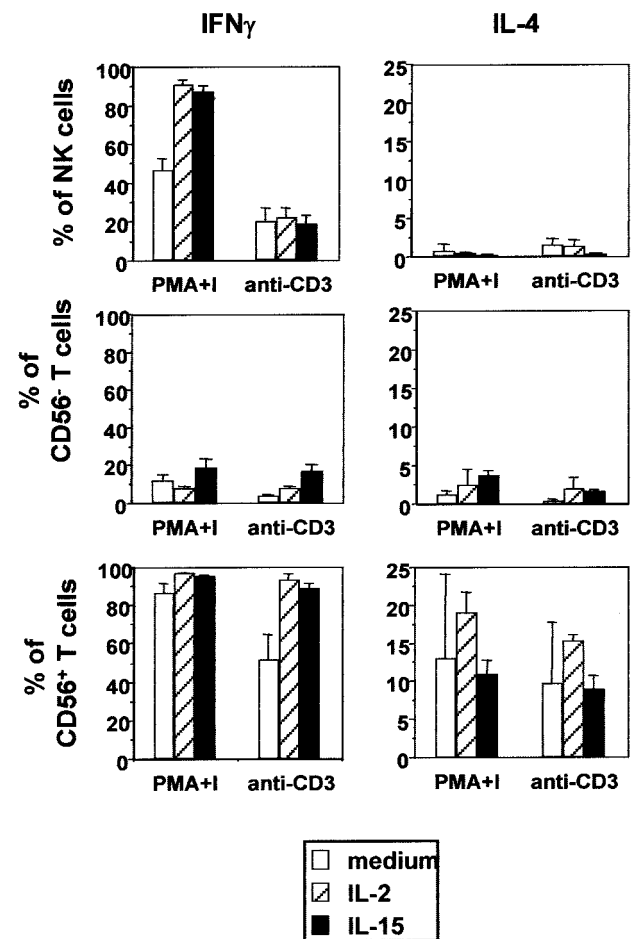 IFNγ IL-4
% of NK cells
100
80
60
40
20
0
PMA+I anti-CD3
25
20
15
10
5
0
PMA+I anti-CD3
% of
CD56- T cells
100
80
60
40
20
0
PMA+I anti-CD3
25
20
15
10
5
0
PMA+I anti-CD3
% of
CD56+ T cells
100
80
60
40
20
0
PMA+I anti-CD3
25
20
15
10
5
0
PMA+I anti-CD3
medium
IL-2
IL-15